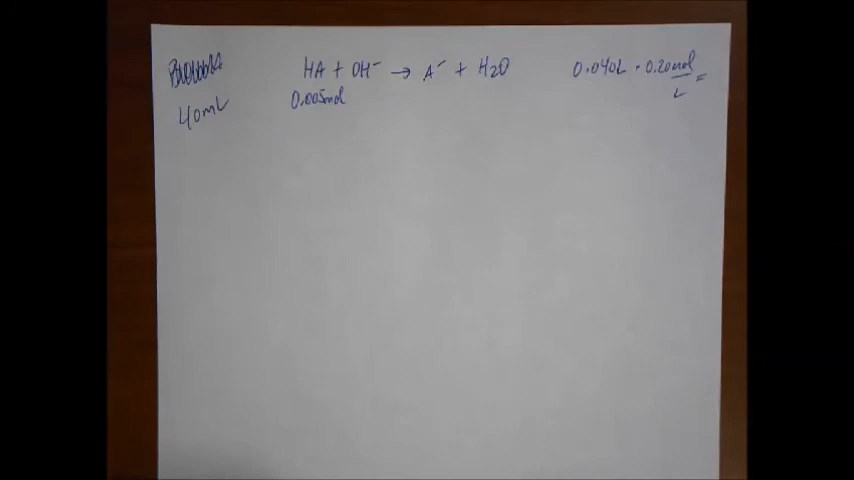 HA + OH⁻ → A⁻ + H₂O
0.040L · 0.20mol/L =
40mL
0.005mol